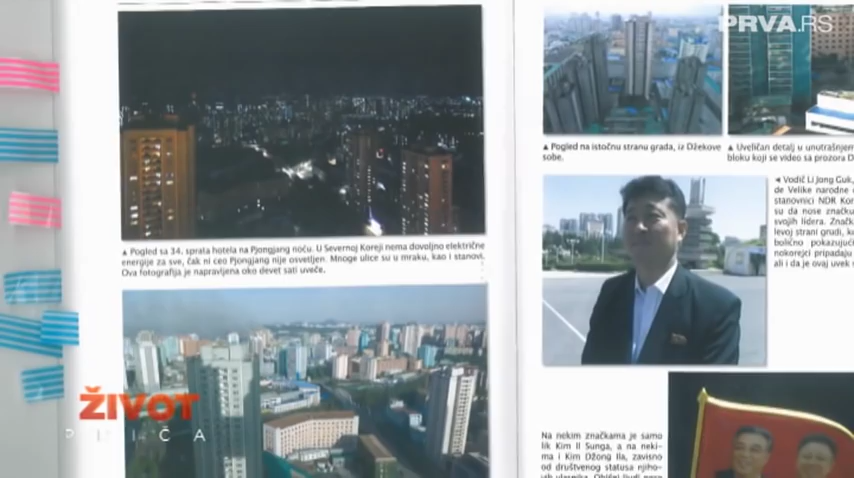 PRVA.RS
▲ Pogled sa 34. sprata hotela na Pjongjang noću. U Severnoj Koreji nema dovoljno električne
energije za sve, čak ni ceo Pjongjang nije osvetljen. Mnoge ulice su u mraku, kao i stanovi.
Ova fotografija je napravljena oko devet sati uveče.
▲ Pogled na istočnu stranu grada, iz Džekove
sobe.
▲ Uveličan detalj u unutrašnjem
bloku koji se video sa prozora D
◄ Vodič Li Jong Guk,
de Velike narodne
stanovnici NDR Kor
su da nose značku
svojih lidera. Znač
levoj strani grudi, k
bolično pokazujući
nokorejci pripadaju
ali i da je ovaj uvek
Na nekim značkama je samo
lik Kim Il Sunga, a na neki-
ma i Kim Džong Ila, zavisno
od društvenog statusa njiho-
ŽIVOT
PRIČA